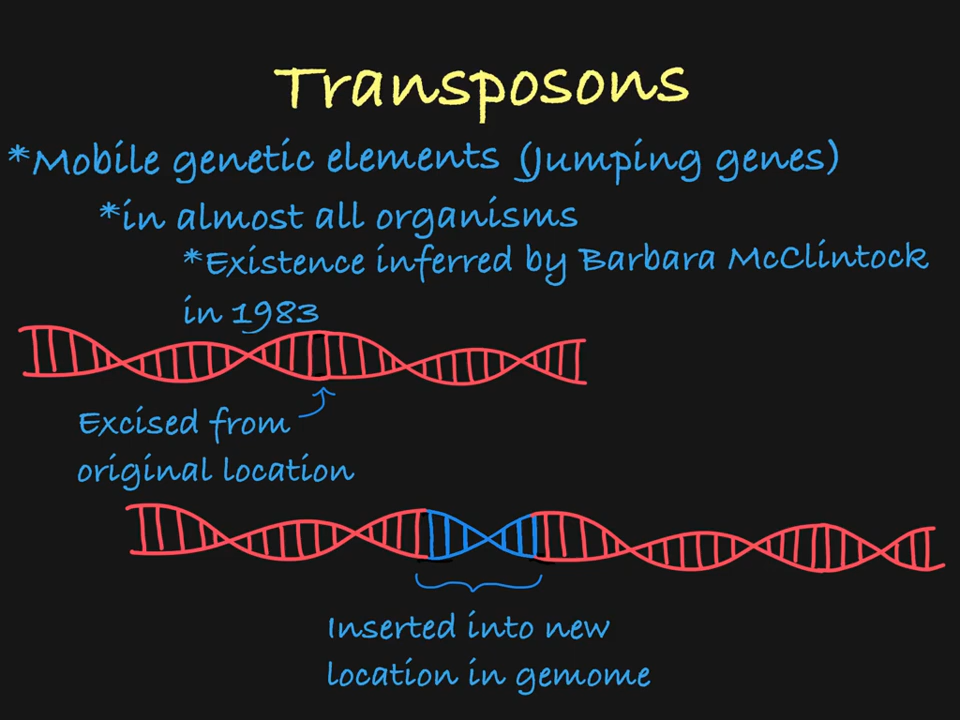 Transposons
*Mobile genetic elements (Jumping genes)
*in almost all organisms
*Existence inferred by Barbara McClintock
in 1983
Excised from
original location
Inserted into new
location in gemome